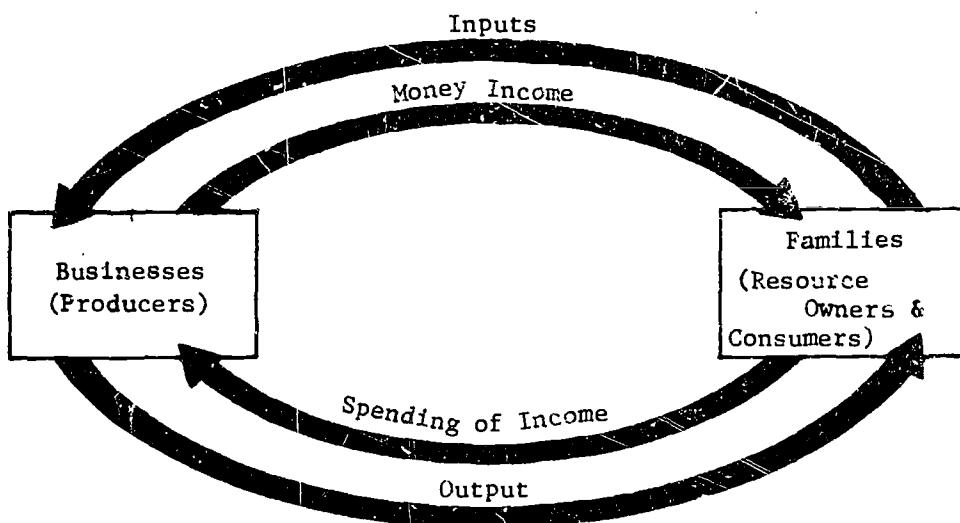 Inputs
Money Income
Businesses
(Producers)
Families
(Resource
Owners &
Consumers)
Spending of Income
Output